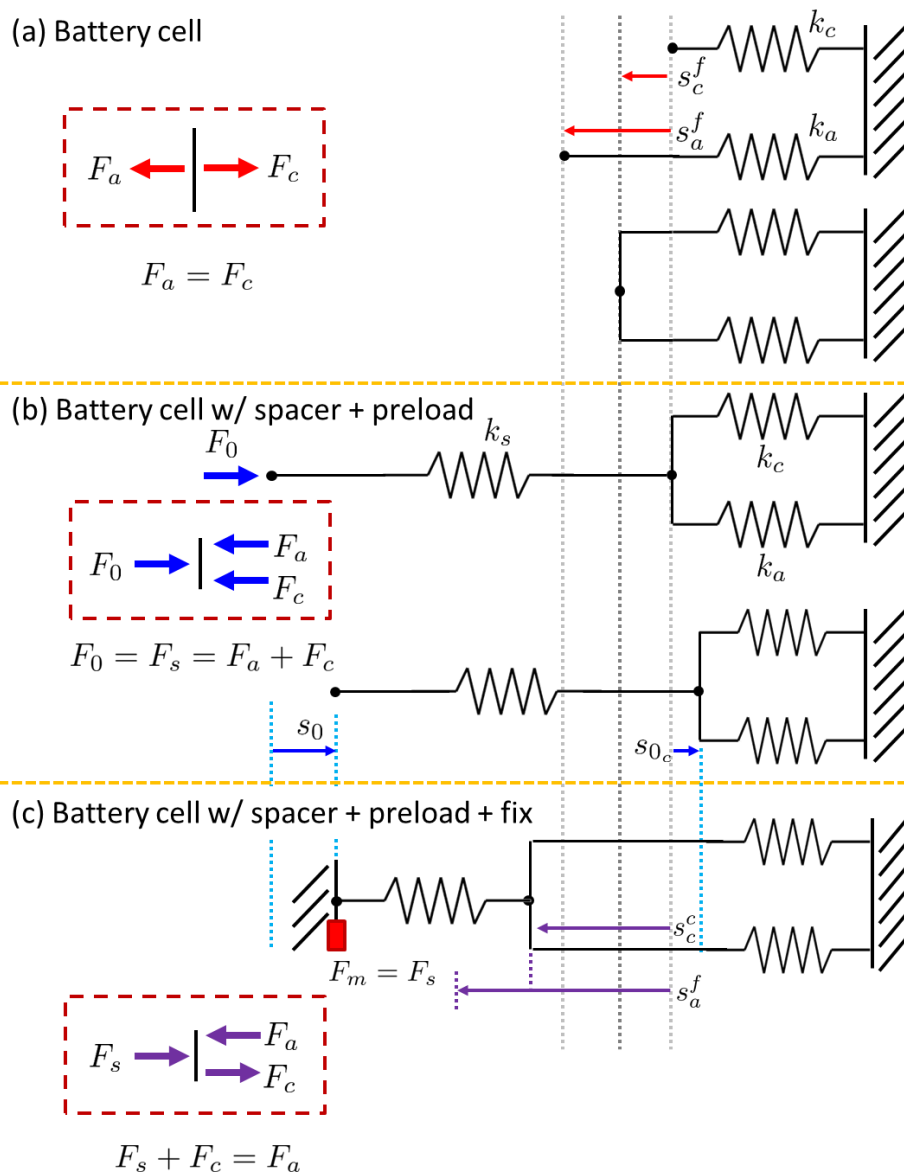 (a) Battery cell
k_c
s_c^f
s_a^f
k_a
F_a
F_c
F_a = F_c
(b) Battery cell w/ spacer + preload
F_0
k_s
k_c
F_0
F_a
F_c
k_a
F_0 = F_s = F_a + F_c
s_0
s_{0_c}
(c) Battery cell w/ spacer + preload + fix
s_c^c
F_m = F_s
s_a^f
F_s
F_a
F_c
F_s + F_c = F_a